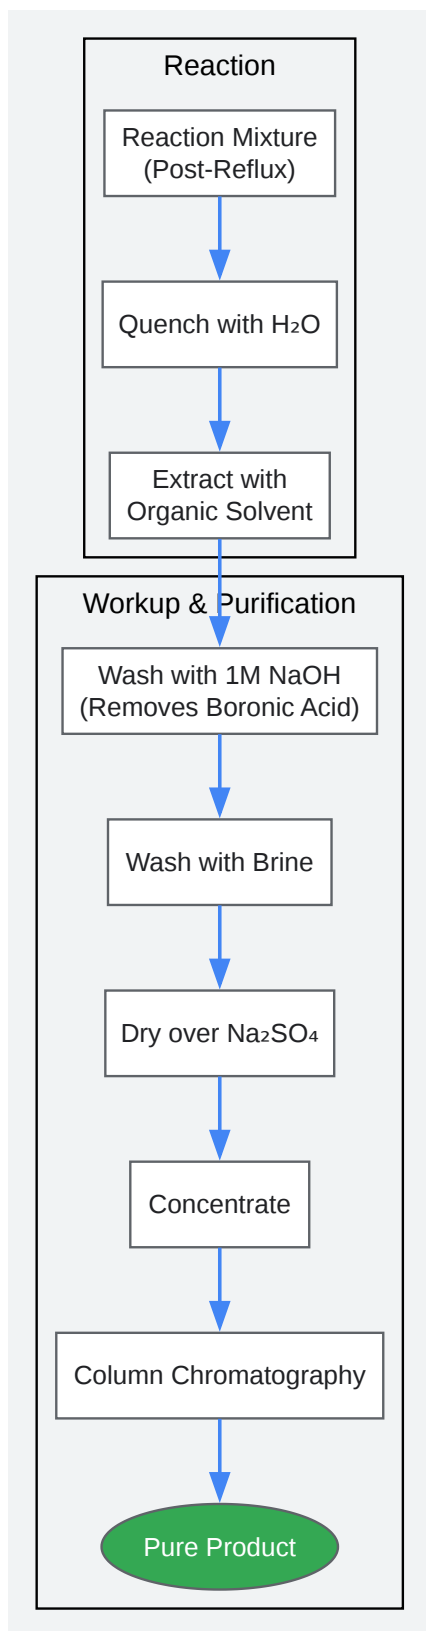 Reaction
Reaction Mixture
(Post-Reflux)
Quench with H₂O
Extract with
Organic Solvent
Workup & Purification
Wash with 1M NaOH
(Removes Boronic Acid)
Wash with Brine
Dry over Na₂SO₄
Concentrate
Column Chromatography
Pure Product